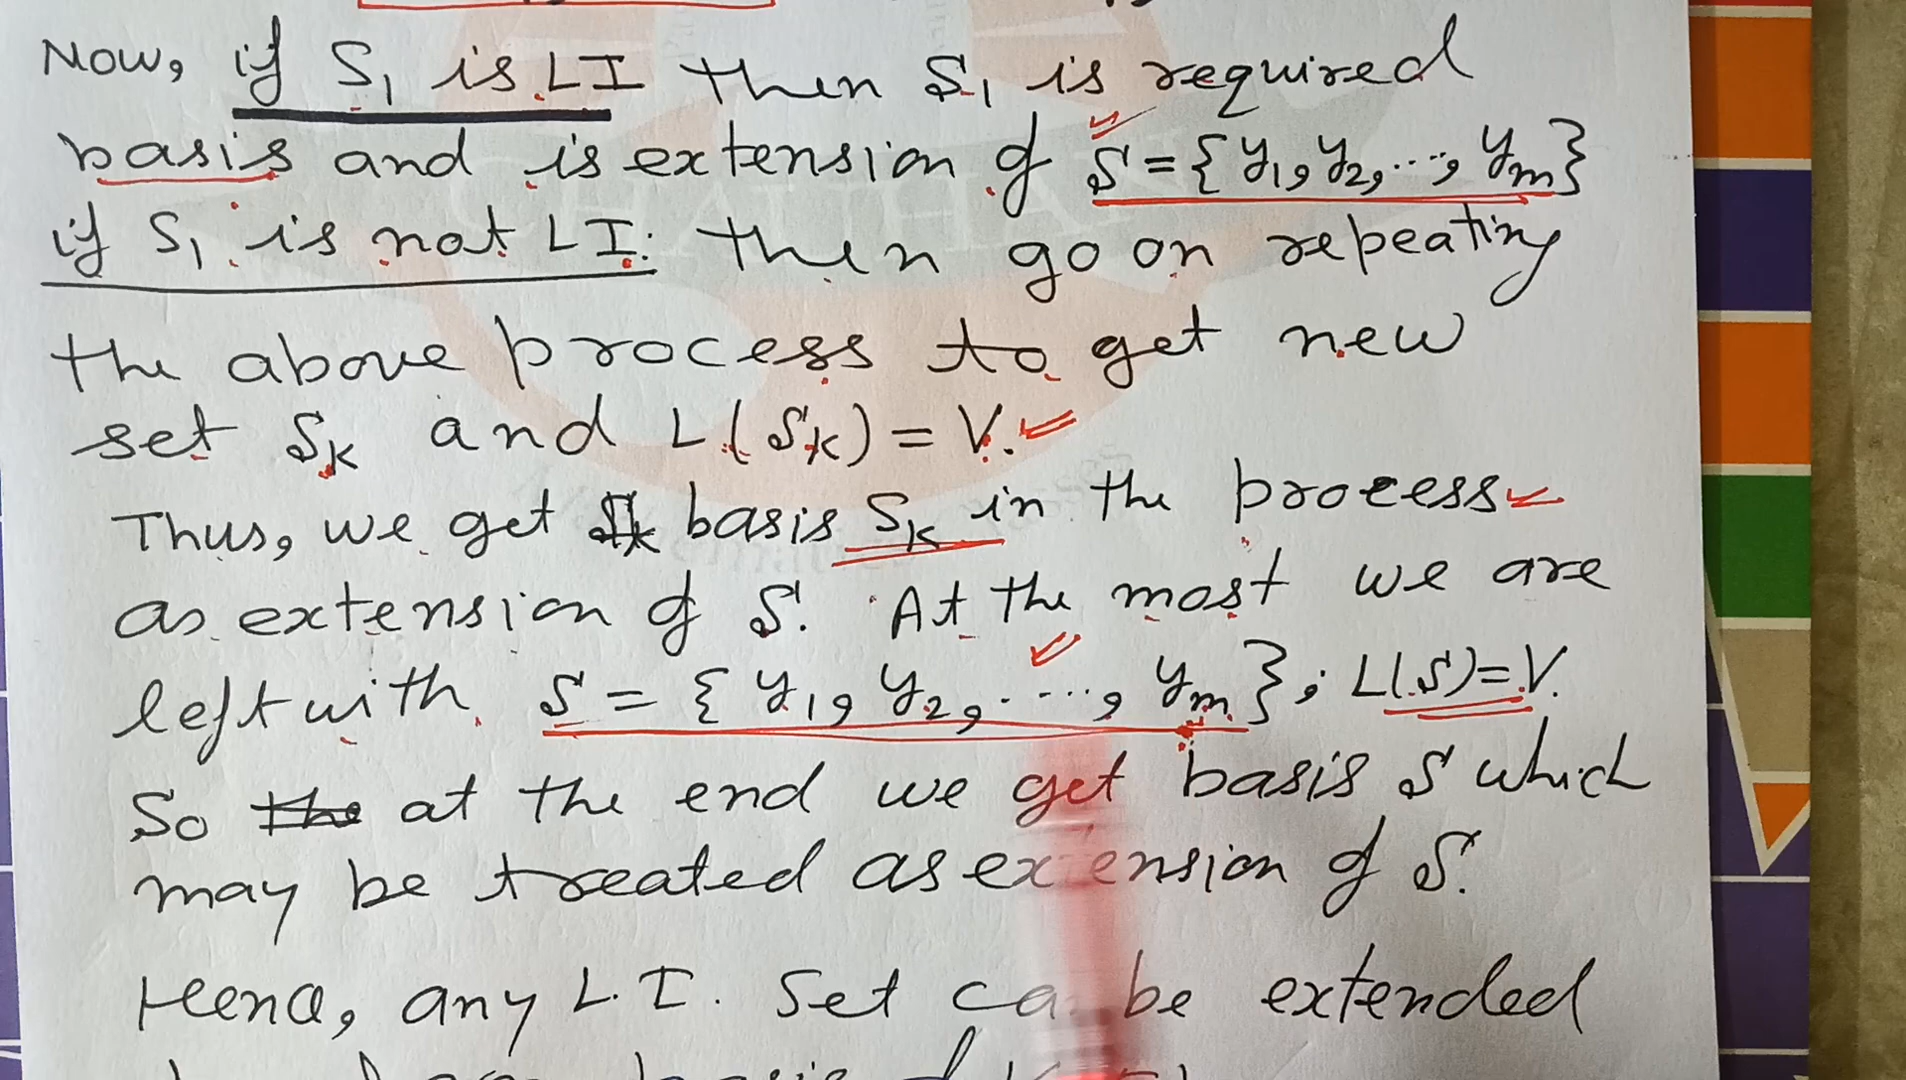 Now, if S₁ is LI then S₁ is required
basis and is extension of S = {y₁, y₂, ..., yₘ}
if S₁ is not LI: then go on repeating
the above process to get new
set Sₖ and L(Sₖ) = V.
Thus, we get basis Sₖ in the process
as extension of S. At the most we are
left with S = {y₁, y₂, ...., yₘ}; L(S) = V.
So at the end we get basis S which
may be treated as extension of S.
Hence, any L.I. Set can be extended